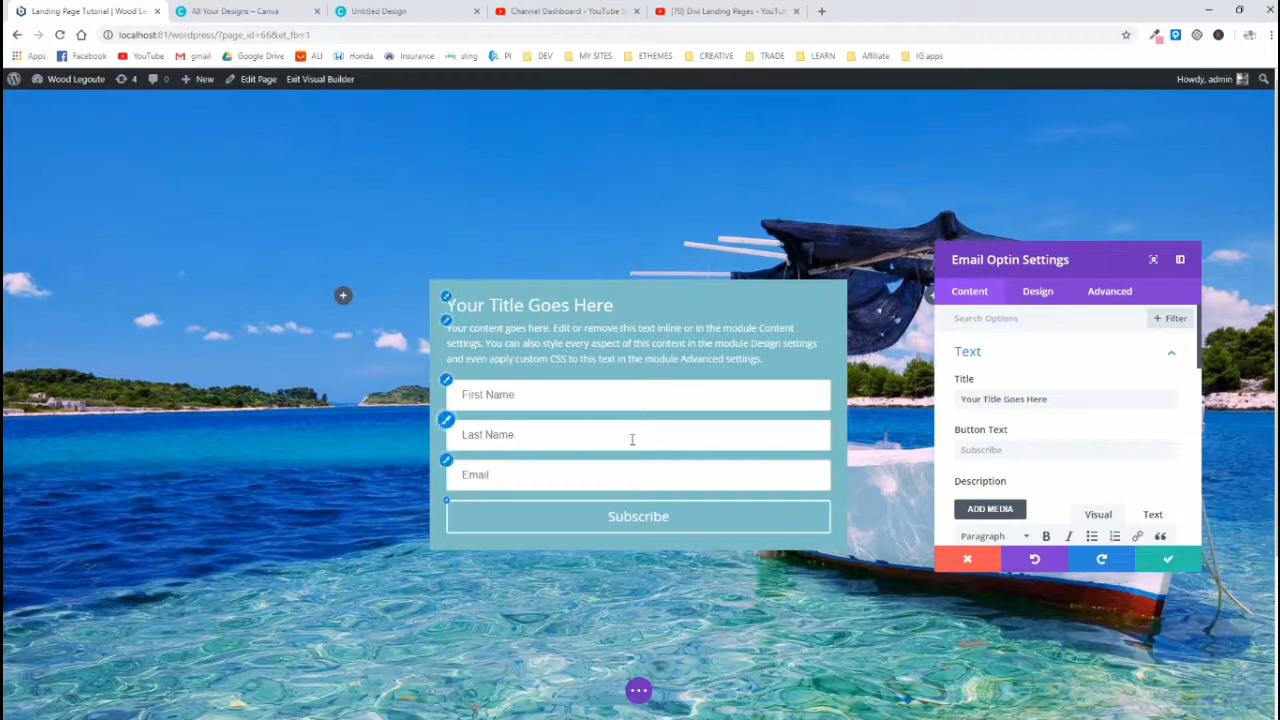 Landing Page Tutorial | Wood Le
All Your Designs – Canva
Untitled Design
Channel Dashboard - YouTube S
(70) Divi Landing Pages - YouTu
localhost:81/wordpress/?page_id=66&et_fb=1
Apps
Facebook
YouTube
gmail
Google Drive
ALI
Honda
Insurance
sling
PI
DEV
MY SITES
ETHEMES
CREATIVE
TRADE
LEARN
Affiliate
IG apps
Wood Legoute
4
0
New
Edit Page
Exit Visual Builder
Howdy, admin
Your Title Goes Here
Your content goes here. Edit or remove this text inline or in the module Content
settings. You can also style every aspect of this content in the module Design settings
and even apply custom CSS to this text in the module Advanced settings.
First Name
Last Name
Email
Subscribe
Email Optin Settings
Content
Design
Advanced
Search Options
+ Filter
Text
Title
Your Title Goes Here
Button Text
Subscribe
Description
ADD MEDIA
Visual
Text
Paragraph
B
I